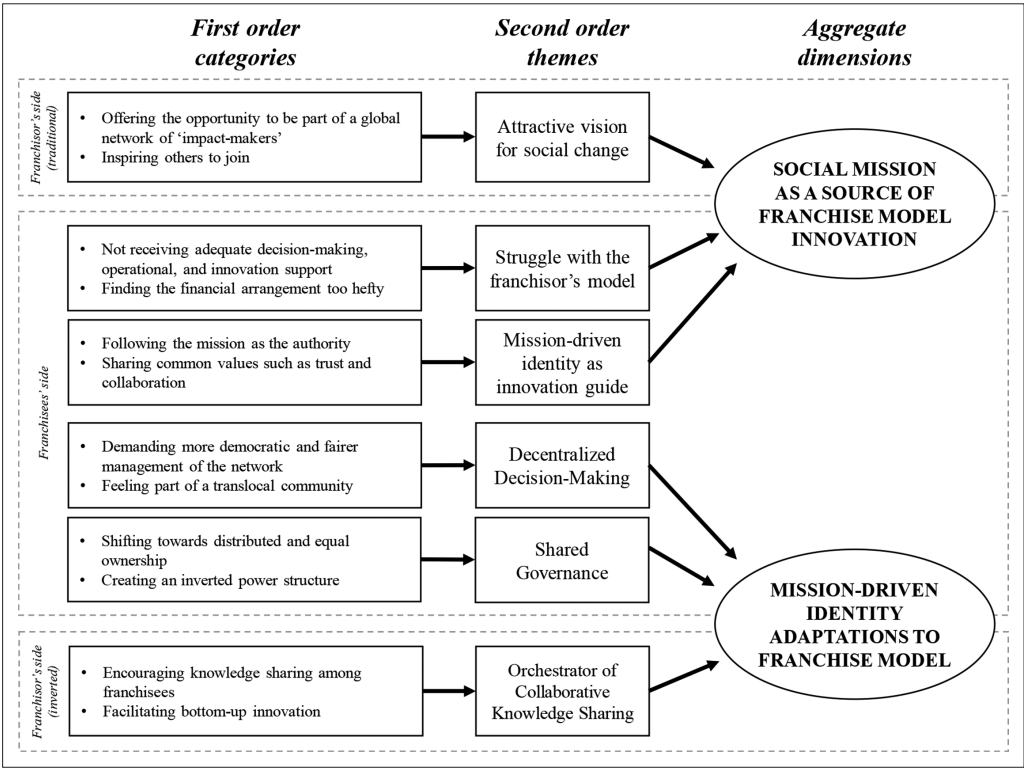 First order
categories
Second order
themes
Aggregate
dimensions
Franchisor's side
(traditional)
• Offering the opportunity to be part of a global
network of ‘impact-makers’
• Inspiring others to join
Attractive vision
for social change
SOCIAL MISSION
AS A SOURCE OF
FRANCHISE MODEL
INNOVATION
Franchisees' side
• Not receiving adequate decision-making,
operational, and innovation support
• Finding the financial arrangement too hefty
Struggle with the
franchisor’s model
• Following the mission as the authority
• Sharing common values such as trust and
collaboration
Mission-driven
identity as
innovation guide
• Demanding more democratic and fairer
management of the network
• Feeling part of a translocal community
Decentralized
Decision-Making
• Shifting towards distributed and equal
ownership
• Creating an inverted power structure
Shared
Governance
MISSION-DRIVEN
IDENTITY
ADAPTATIONS TO
FRANCHISE MODEL
Franchisor's side
(inverted)
• Encouraging knowledge sharing among
franchisees
• Facilitating bottom-up innovation
Orchestrator of
Collaborative
Knowledge Sharing